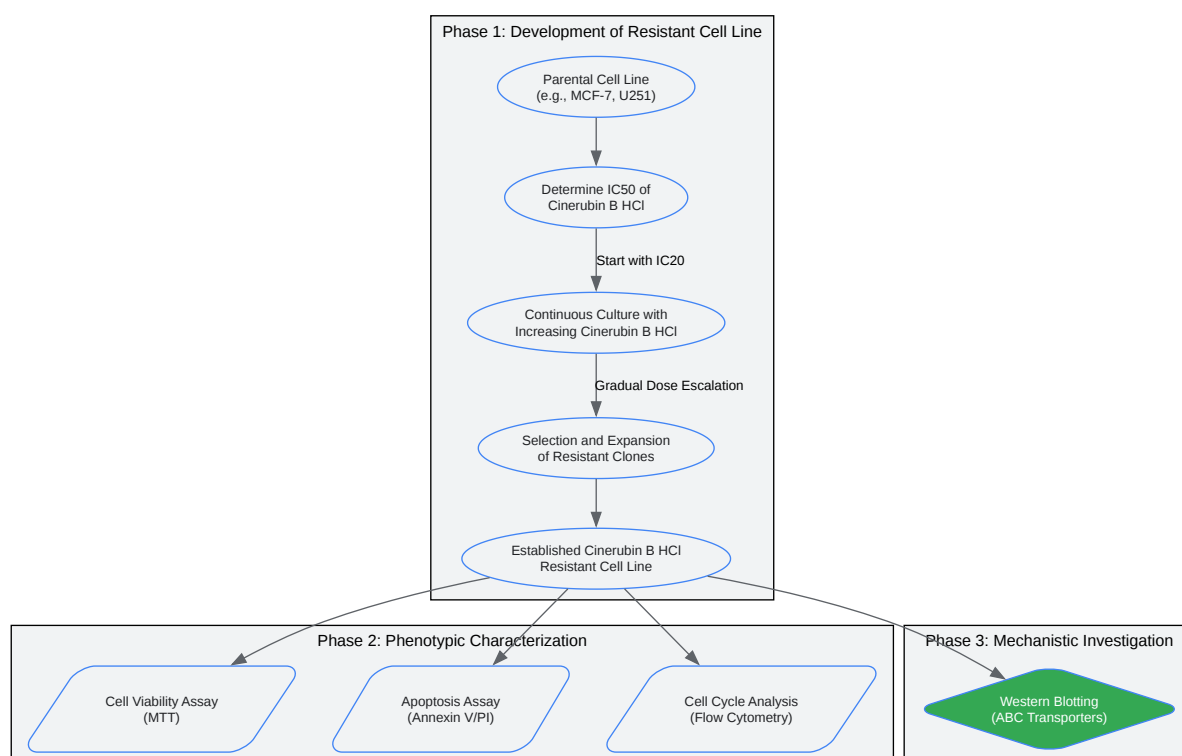 Phase 1: Development of Resistant Cell Line
Parental Cell Line
(e.g., MCF-7, U251)
Determine IC50 of
Cinerubin B HCl
Start with IC20
Continuous Culture with
Increasing Cinerubin B HCl
Gradual Dose Escalation
Selection and Expansion
of Resistant Clones
Established Cinerubin B HCl
Resistant Cell Line
Phase 2: Phenotypic Characterization
Cell Viability Assay
(MTT)
Apoptosis Assay
(Annexin V/PI)
Cell Cycle Analysis
(Flow Cytometry)
Phase 3: Mechanistic Investigation
Western Blotting
(ABC Transporters)